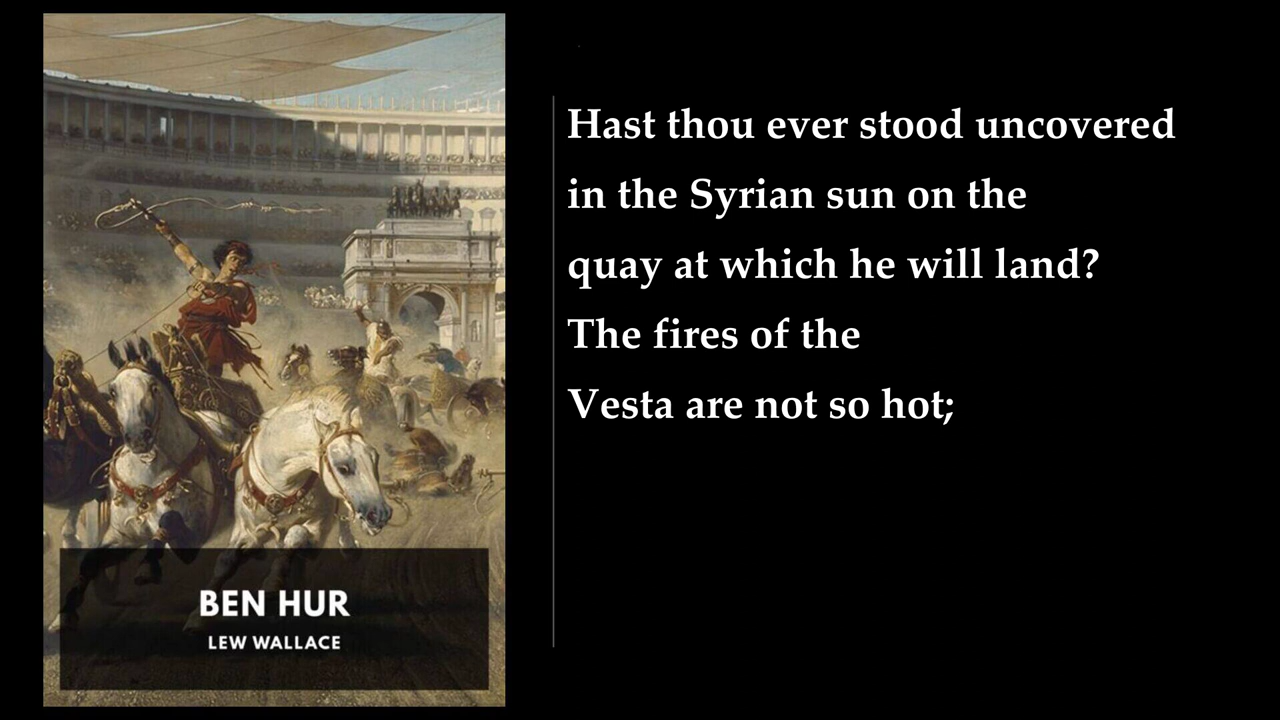 BEN HUR
LEW WALLACE
Hast thou ever stood uncovered
in the Syrian sun on the
quay at which he will land?
The fires of the
Vesta are not so hot;